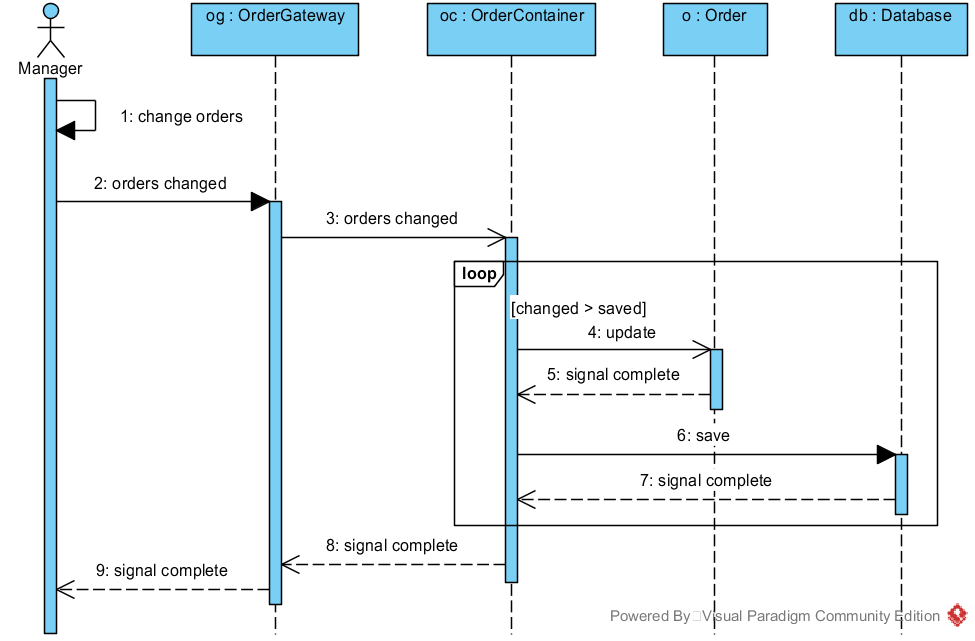 og : OrderGateway
oc : OrderContainer
o : Order
db : Database
Manager
1: change orders
2: orders changed
3: orders changed
loop
[changed > saved]
4: update
5: signal complete
6: save
7: signal complete
8: signal complete
9: signal complete
Powered By Visual Paradigm Community Edition